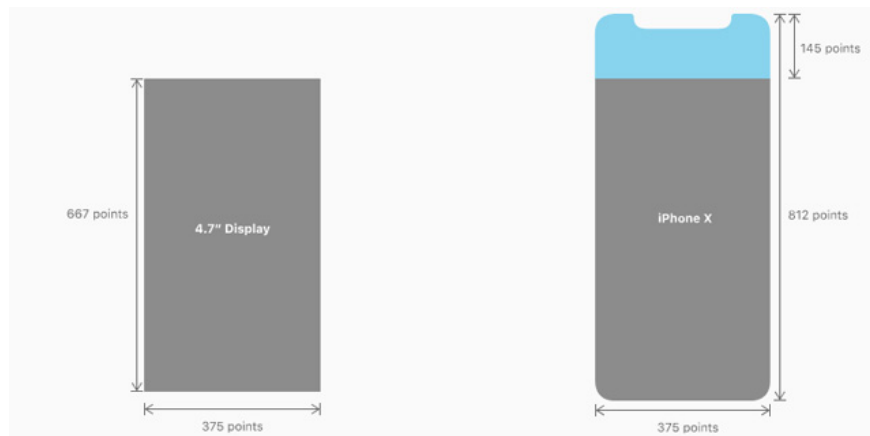 145 points
667 points
4.7" Display
iPhone X
812 points
375 points
375 points